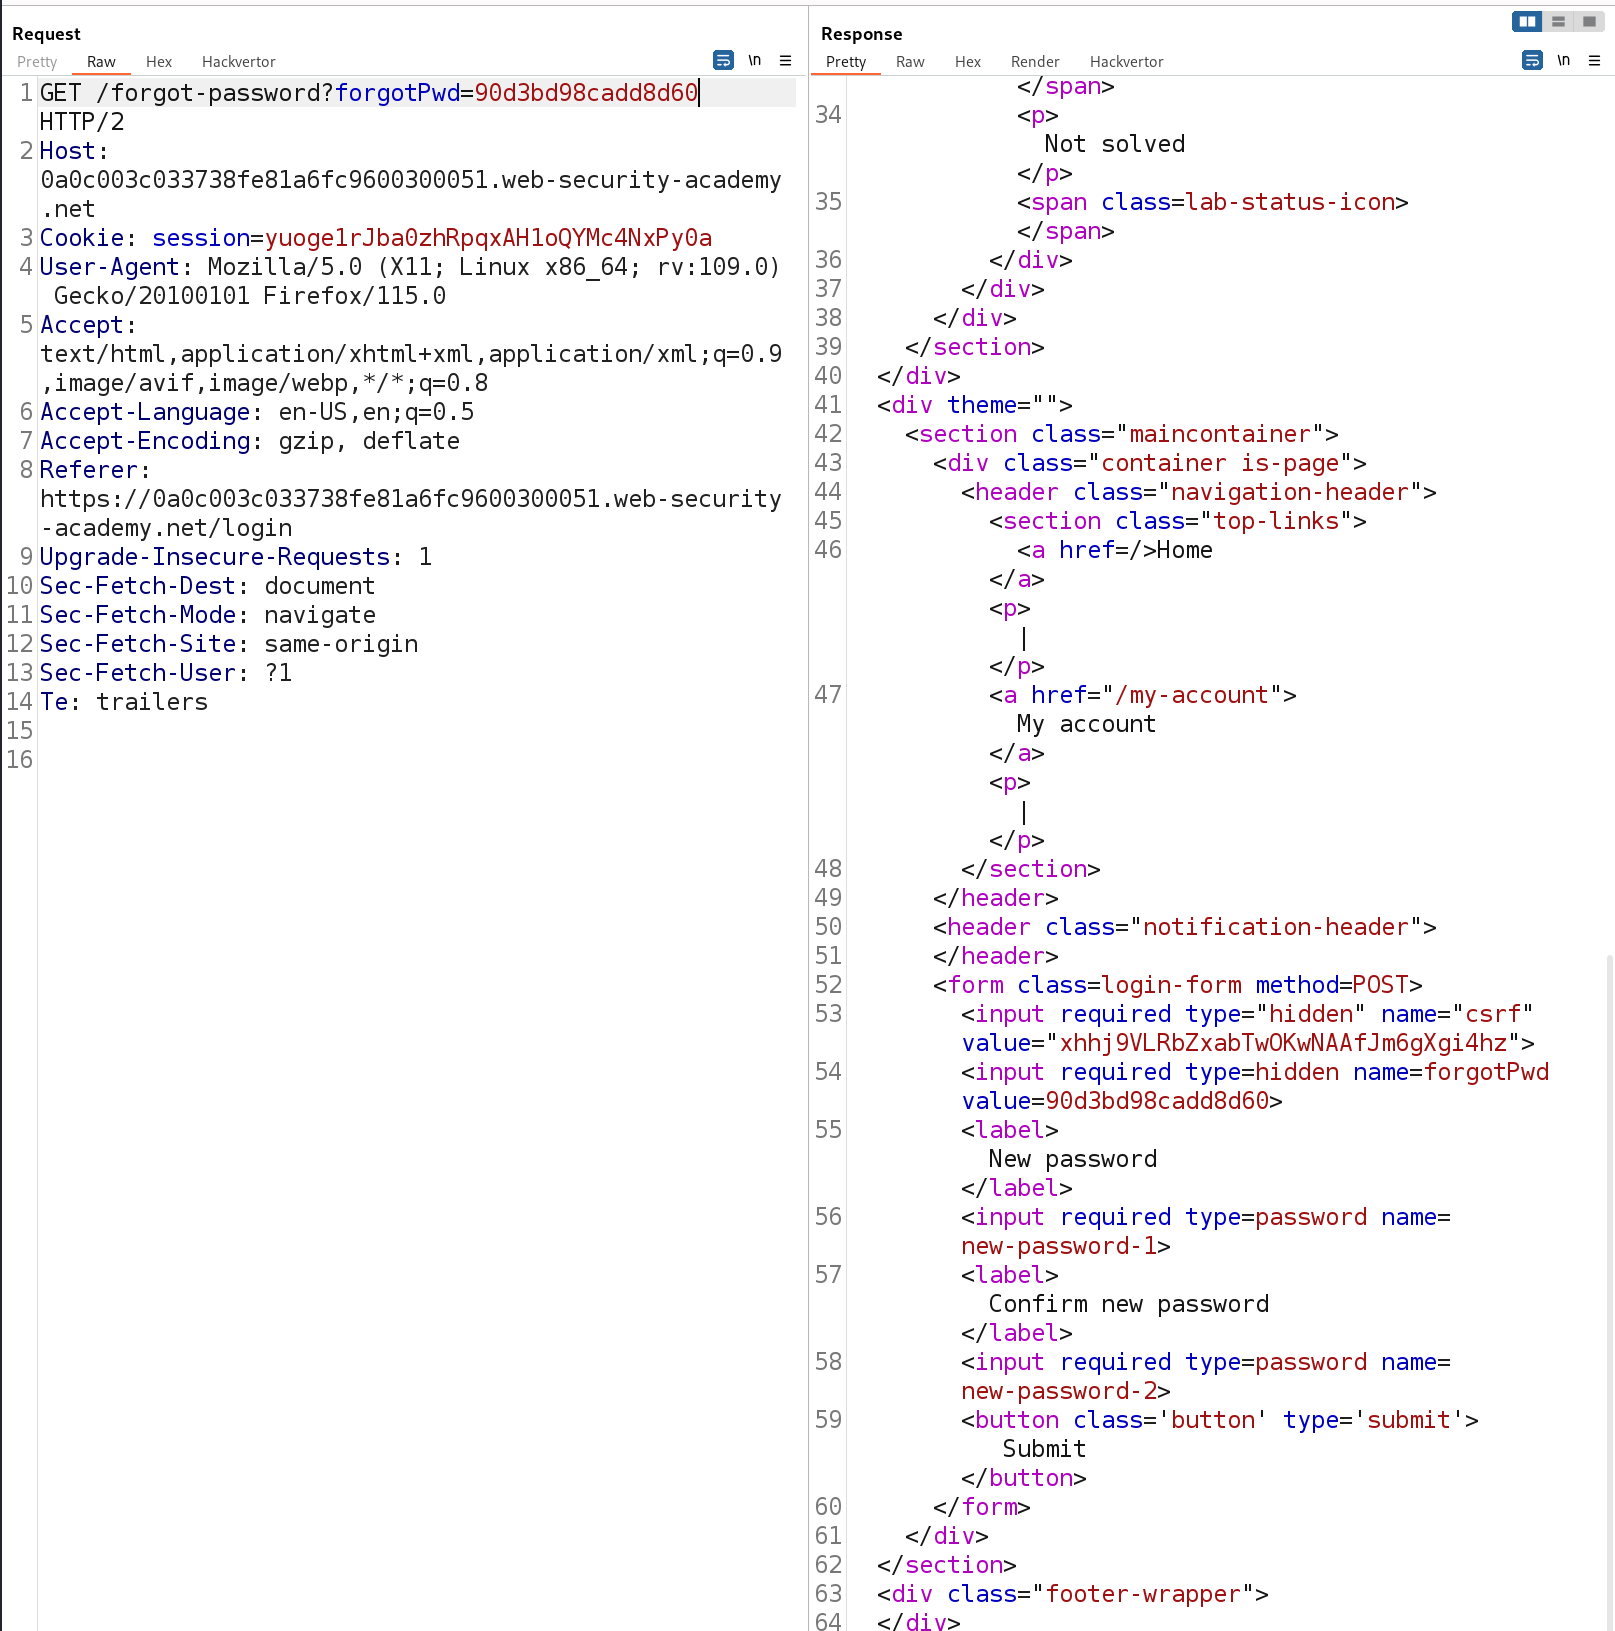 Request
Pretty Raw Hex Hackvertor \n
1 GET /forgot-password?forgotPwd=90d3bd98cadd8d60
HTTP/2
2 Host:
0a0c003c033738fe81a6fc9600300051.web-security-academy
.net
3 Cookie: session=yuoge1rJba0zhRpqxAH1oQYMc4NxPy0a
4 User-Agent: Mozilla/5.0 (X11; Linux x86_64; rv:109.0)
Gecko/20100101 Firefox/115.0
5 Accept:
text/html,application/xhtml+xml,application/xml;q=0.9
,image/avif,image/webp,*/*;q=0.8
6 Accept-Language: en-US,en;q=0.5
7 Accept-Encoding: gzip, deflate
8 Referer:
https://0a0c003c033738fe81a6fc9600300051.web-security
-academy.net/login
9 Upgrade-Insecure-Requests: 1
10 Sec-Fetch-Dest: document
11 Sec-Fetch-Mode: navigate
12 Sec-Fetch-Site: same-origin
13 Sec-Fetch-User: ?1
14 Te: trailers
15
16
Response
Pretty Raw Hex Render Hackvertor \n
</span>
34 <p>
Not solved
</p>
35 <span class=lab-status-icon>
</span>
36 </div>
37 </div>
38 </div>
39 </section>
40 </div>
41 <div theme="">
42 <section class="maincontainer">
43 <div class="container is-page">
44 <header class="navigation-header">
45 <section class="top-links">
46 <a href=/>Home
</a>
<p>
|
</p>
47 <a href="/my-account">
My account
</a>
<p>
|
</p>
48 </section>
49 </header>
50 <header class="notification-header">
51 </header>
52 <form class=login-form method=POST>
53 <input required type="hidden" name="csrf"
value="xhhj9VLRbZxabTwOKwNAAfJm6gXgi4hz">
54 <input required type=hidden name=forgotPwd
value=90d3bd98cadd8d60>
55 <label>
New password
</label>
56 <input required type=password name=
new-password-1>
57 <label>
Confirm new password
</label>
58 <input required type=password name=
new-password-2>
59 <button class='button' type='submit'>
Submit
</button>
60 </form>
61 </div>
62 </section>
63 <div class="footer-wrapper">
64 </div>